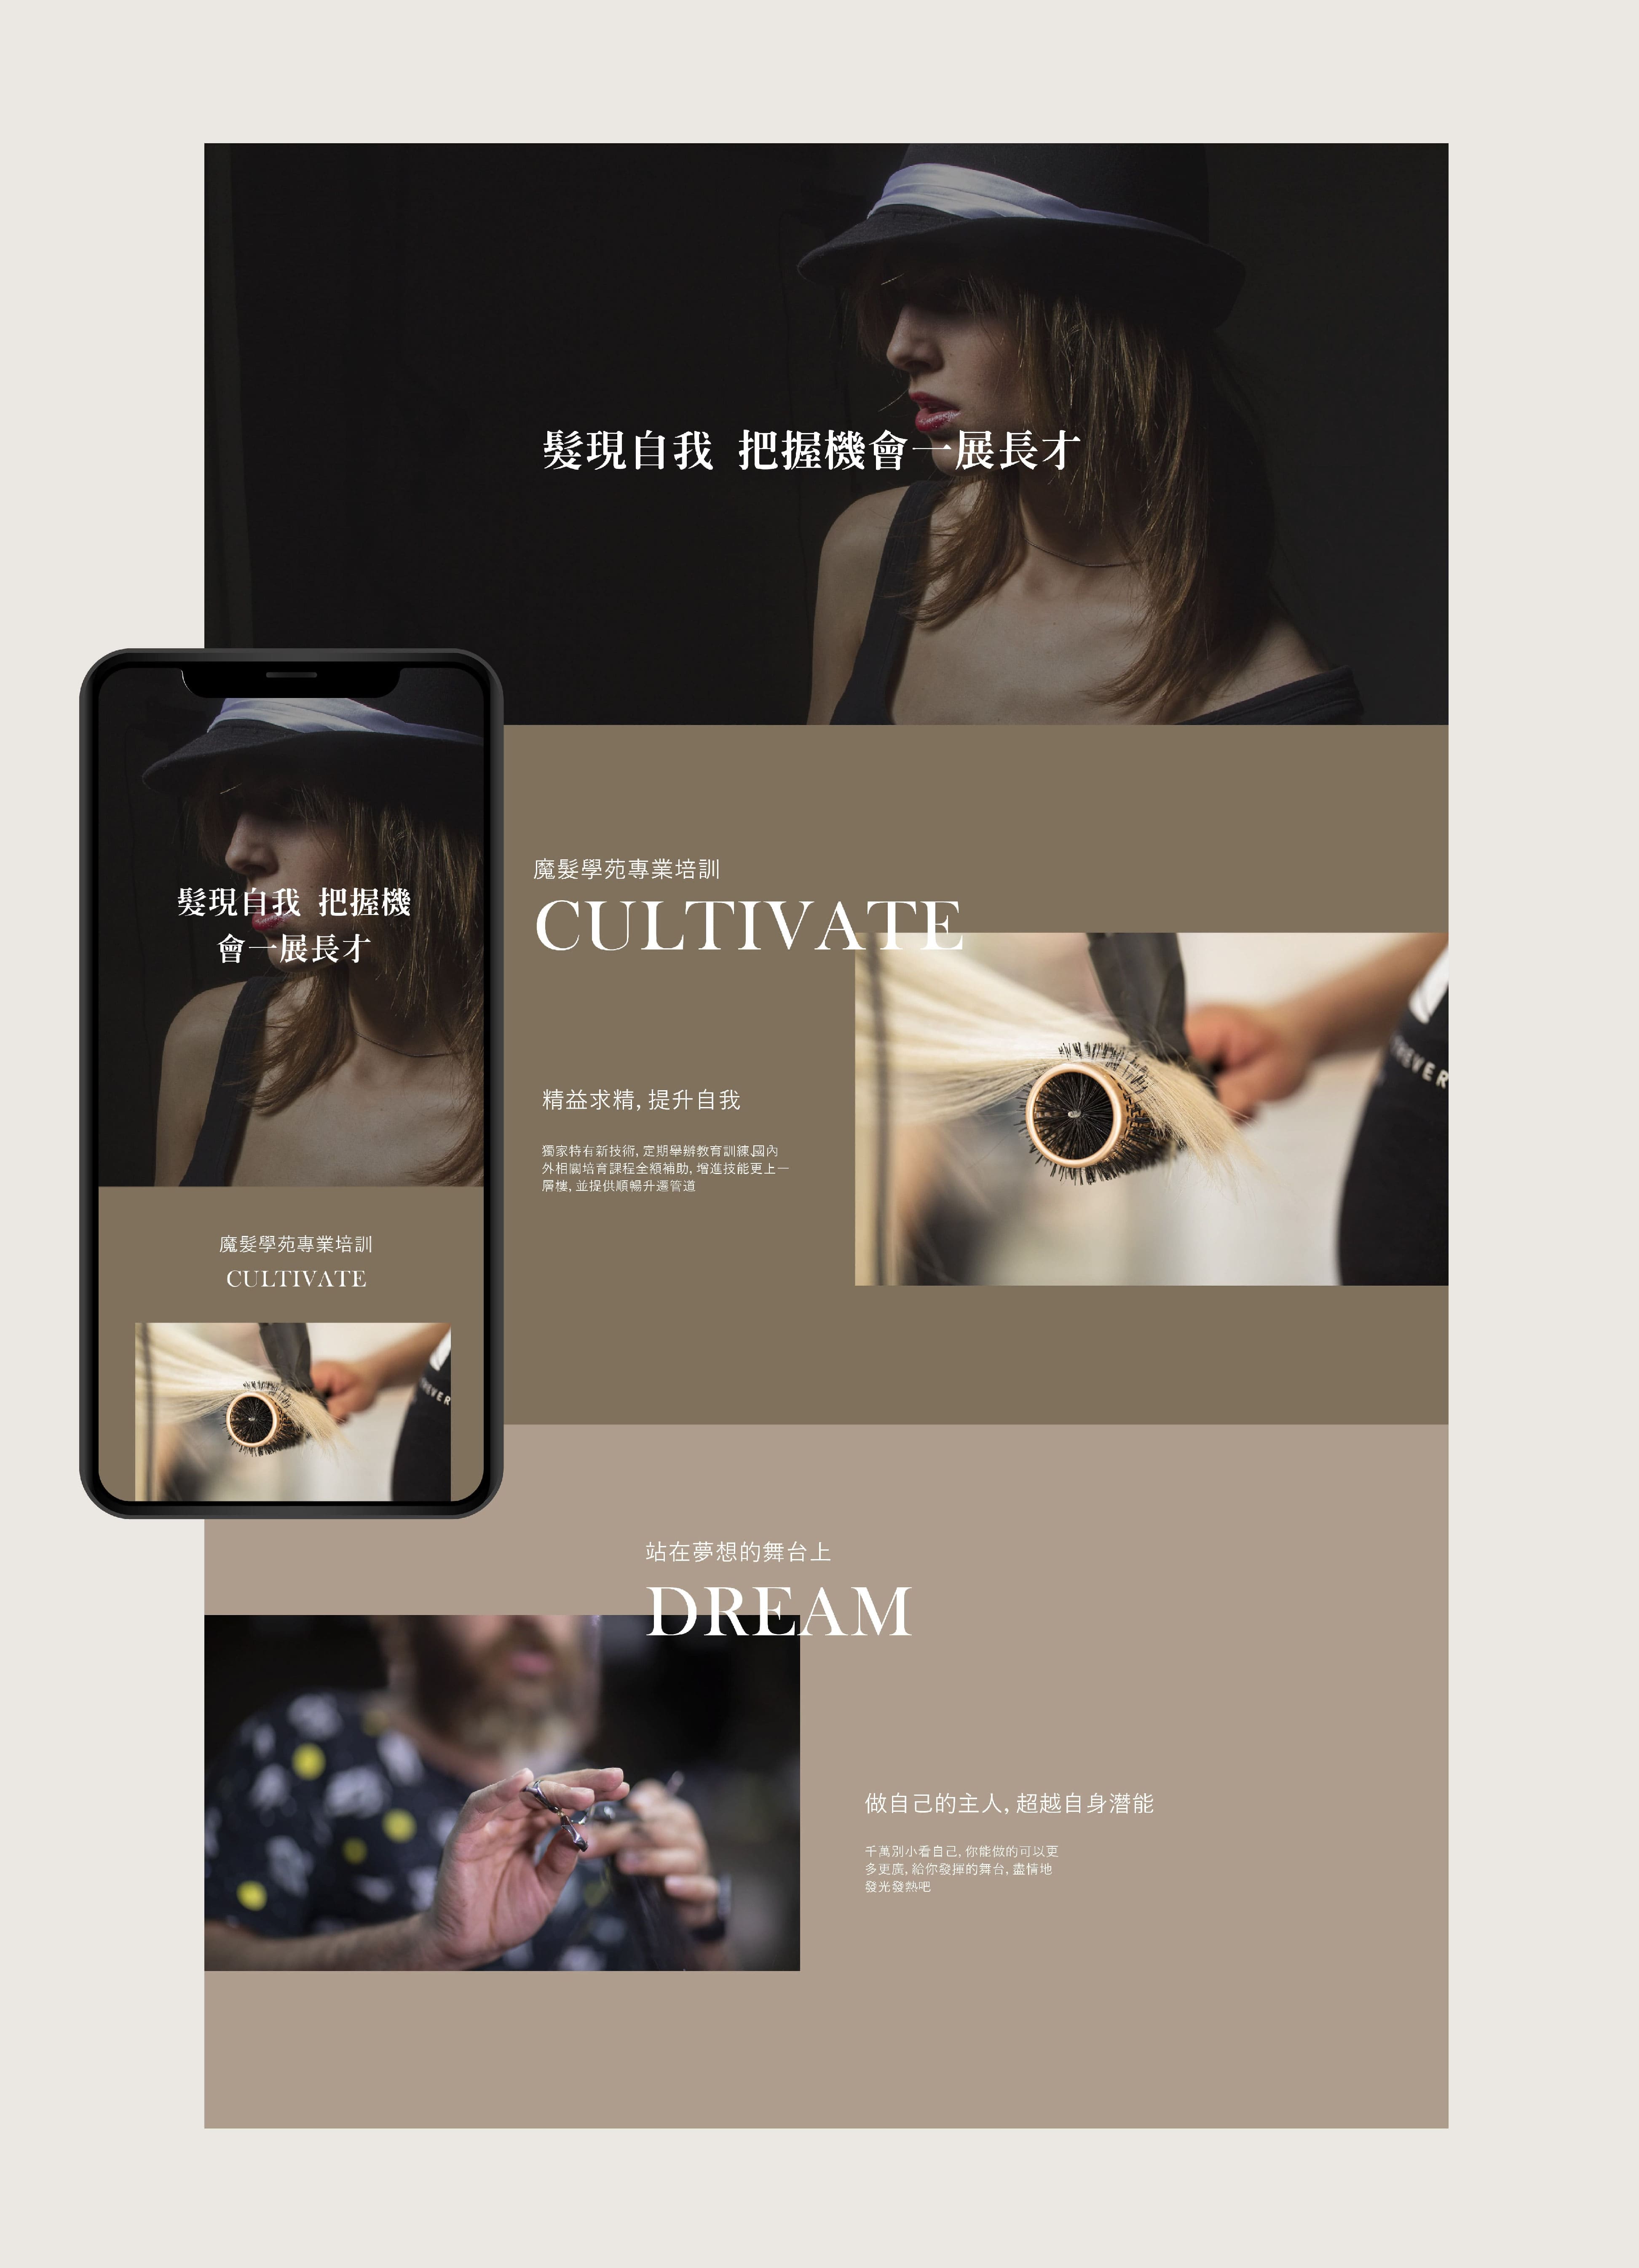 髮現自我 把握機會一展長才
髮現自我 把握機
會一展長才
魔髮學苑專業培訓
CULTIVATE
魔髮學苑專業培訓
CULTIVATE
精益求精, 提升自我
獨家特有新技術, 定期舉辦教育訓練,國內
外相關培育課程全額補助, 增進技能更上一
層樓, 並提供順暢升遷管道
站在夢想的舞台上
DREAM
做自己的主人, 超越自身潛能
千萬別小看自己, 你能做的可以更
多更廣, 給你發揮的舞台, 盡情地
發光發熱吧